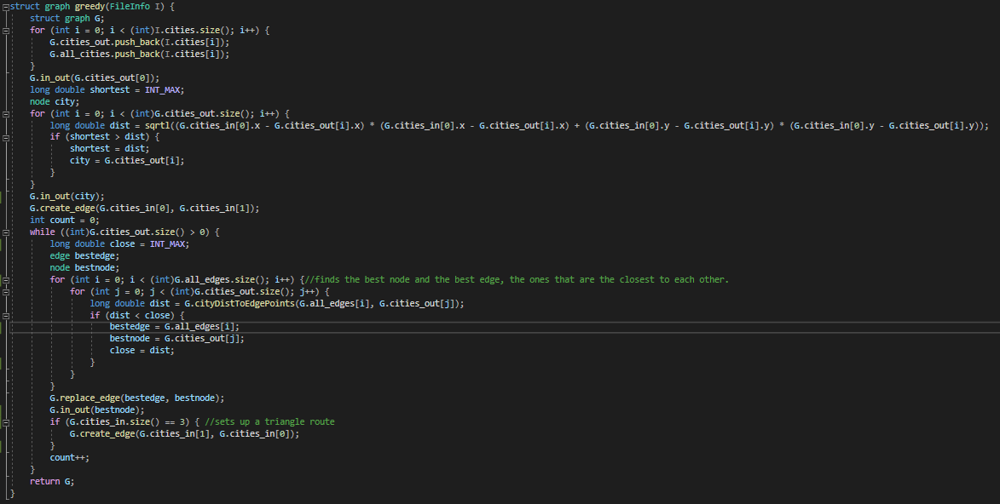 struct graph greedy(FileInfo I) {
    struct graph G;
    for (int i = 0; i < (int)I.cities.size(); i++) {
        G.cities_out.push_back(I.cities[i]);
        G.all_cities.push_back(I.cities[i]);
    }
    G.in_out(G.cities_out[0]);
    long double shortest = INT_MAX;
    node city;
    for (int i = 0; i < (int)G.cities_out.size(); i++) {
        long double dist = sqrtl((G.cities_in[0].x - G.cities_out[i].x) * (G.cities_in[0].x - G.cities_out[i].x) + (G.cities_in[0].y - G.cities_out[i].y) * (G.cities_in[0].y - G.cities_out[i].y));
        if (shortest > dist) {
            shortest = dist;
            city = G.cities_out[i];
        }
    }
    G.in_out(city);
    G.create_edge(G.cities_in[0], G.cities_in[1]);
    int count = 0;
    while ((int)G.cities_out.size() > 0) {
        long double close = INT_MAX;
        edge bestedge;
        node bestnode;
        for (int i = 0; i < (int)G.all_edges.size(); i++) {//finds the best node and the best edge, the ones that are the closest to each other.
            for (int j = 0; j < (int)G.cities_out.size(); j++) {
                long double dist = G.cityDistToEdgePoints(G.all_edges[i], G.cities_out[j]);
                if (dist < close) {
                    bestedge = G.all_edges[i];
                    bestnode = G.cities_out[j];
                    close = dist;
                }
            }
        }
        G.replace_edge(bestedge, bestnode);
        G.in_out(bestnode);
        if (G.cities_in.size() == 3) { //sets up a triangle route
            G.create_edge(G.cities_in[1], G.cities_in[0]);
        }
        count++;
    }
    return G;
}